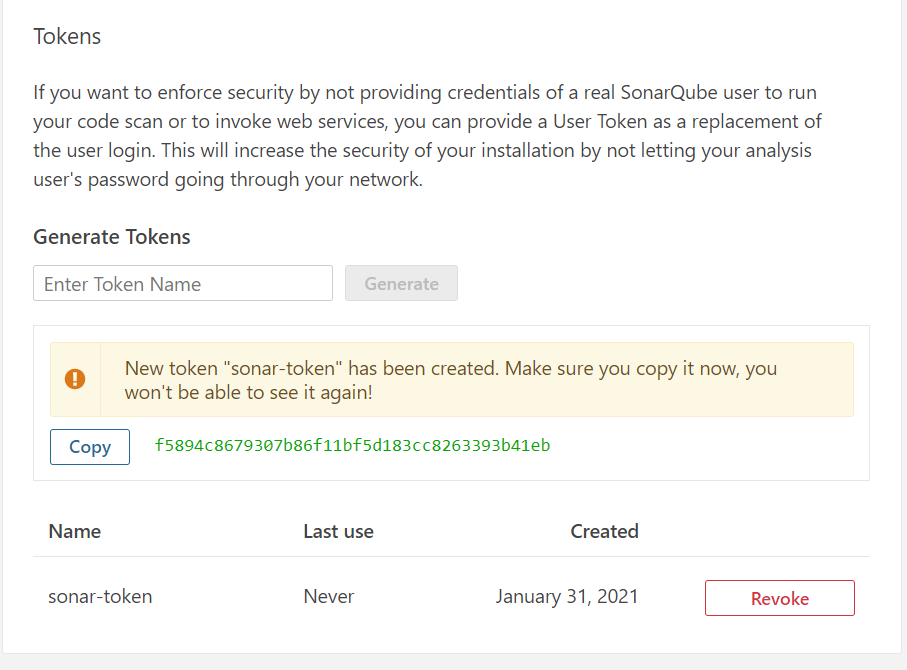 Tokens
If you want to enforce security by not providing credentials of a real SonarQube user to run
your code scan or to invoke web services, you can provide a User Token as a replacement of
the user login. This will increase the security of your installation by not letting your analysis
user's password going through your network.
Generate Tokens
Enter Token Name Generate
New token "sonar-token" has been created. Make sure you copy it now, you
won't be able to see it again!
Copy f5894c8679307b86f11bf5d183cc8263393b41eb
Name Last use Created
sonar-token Never January 31, 2021 Revoke